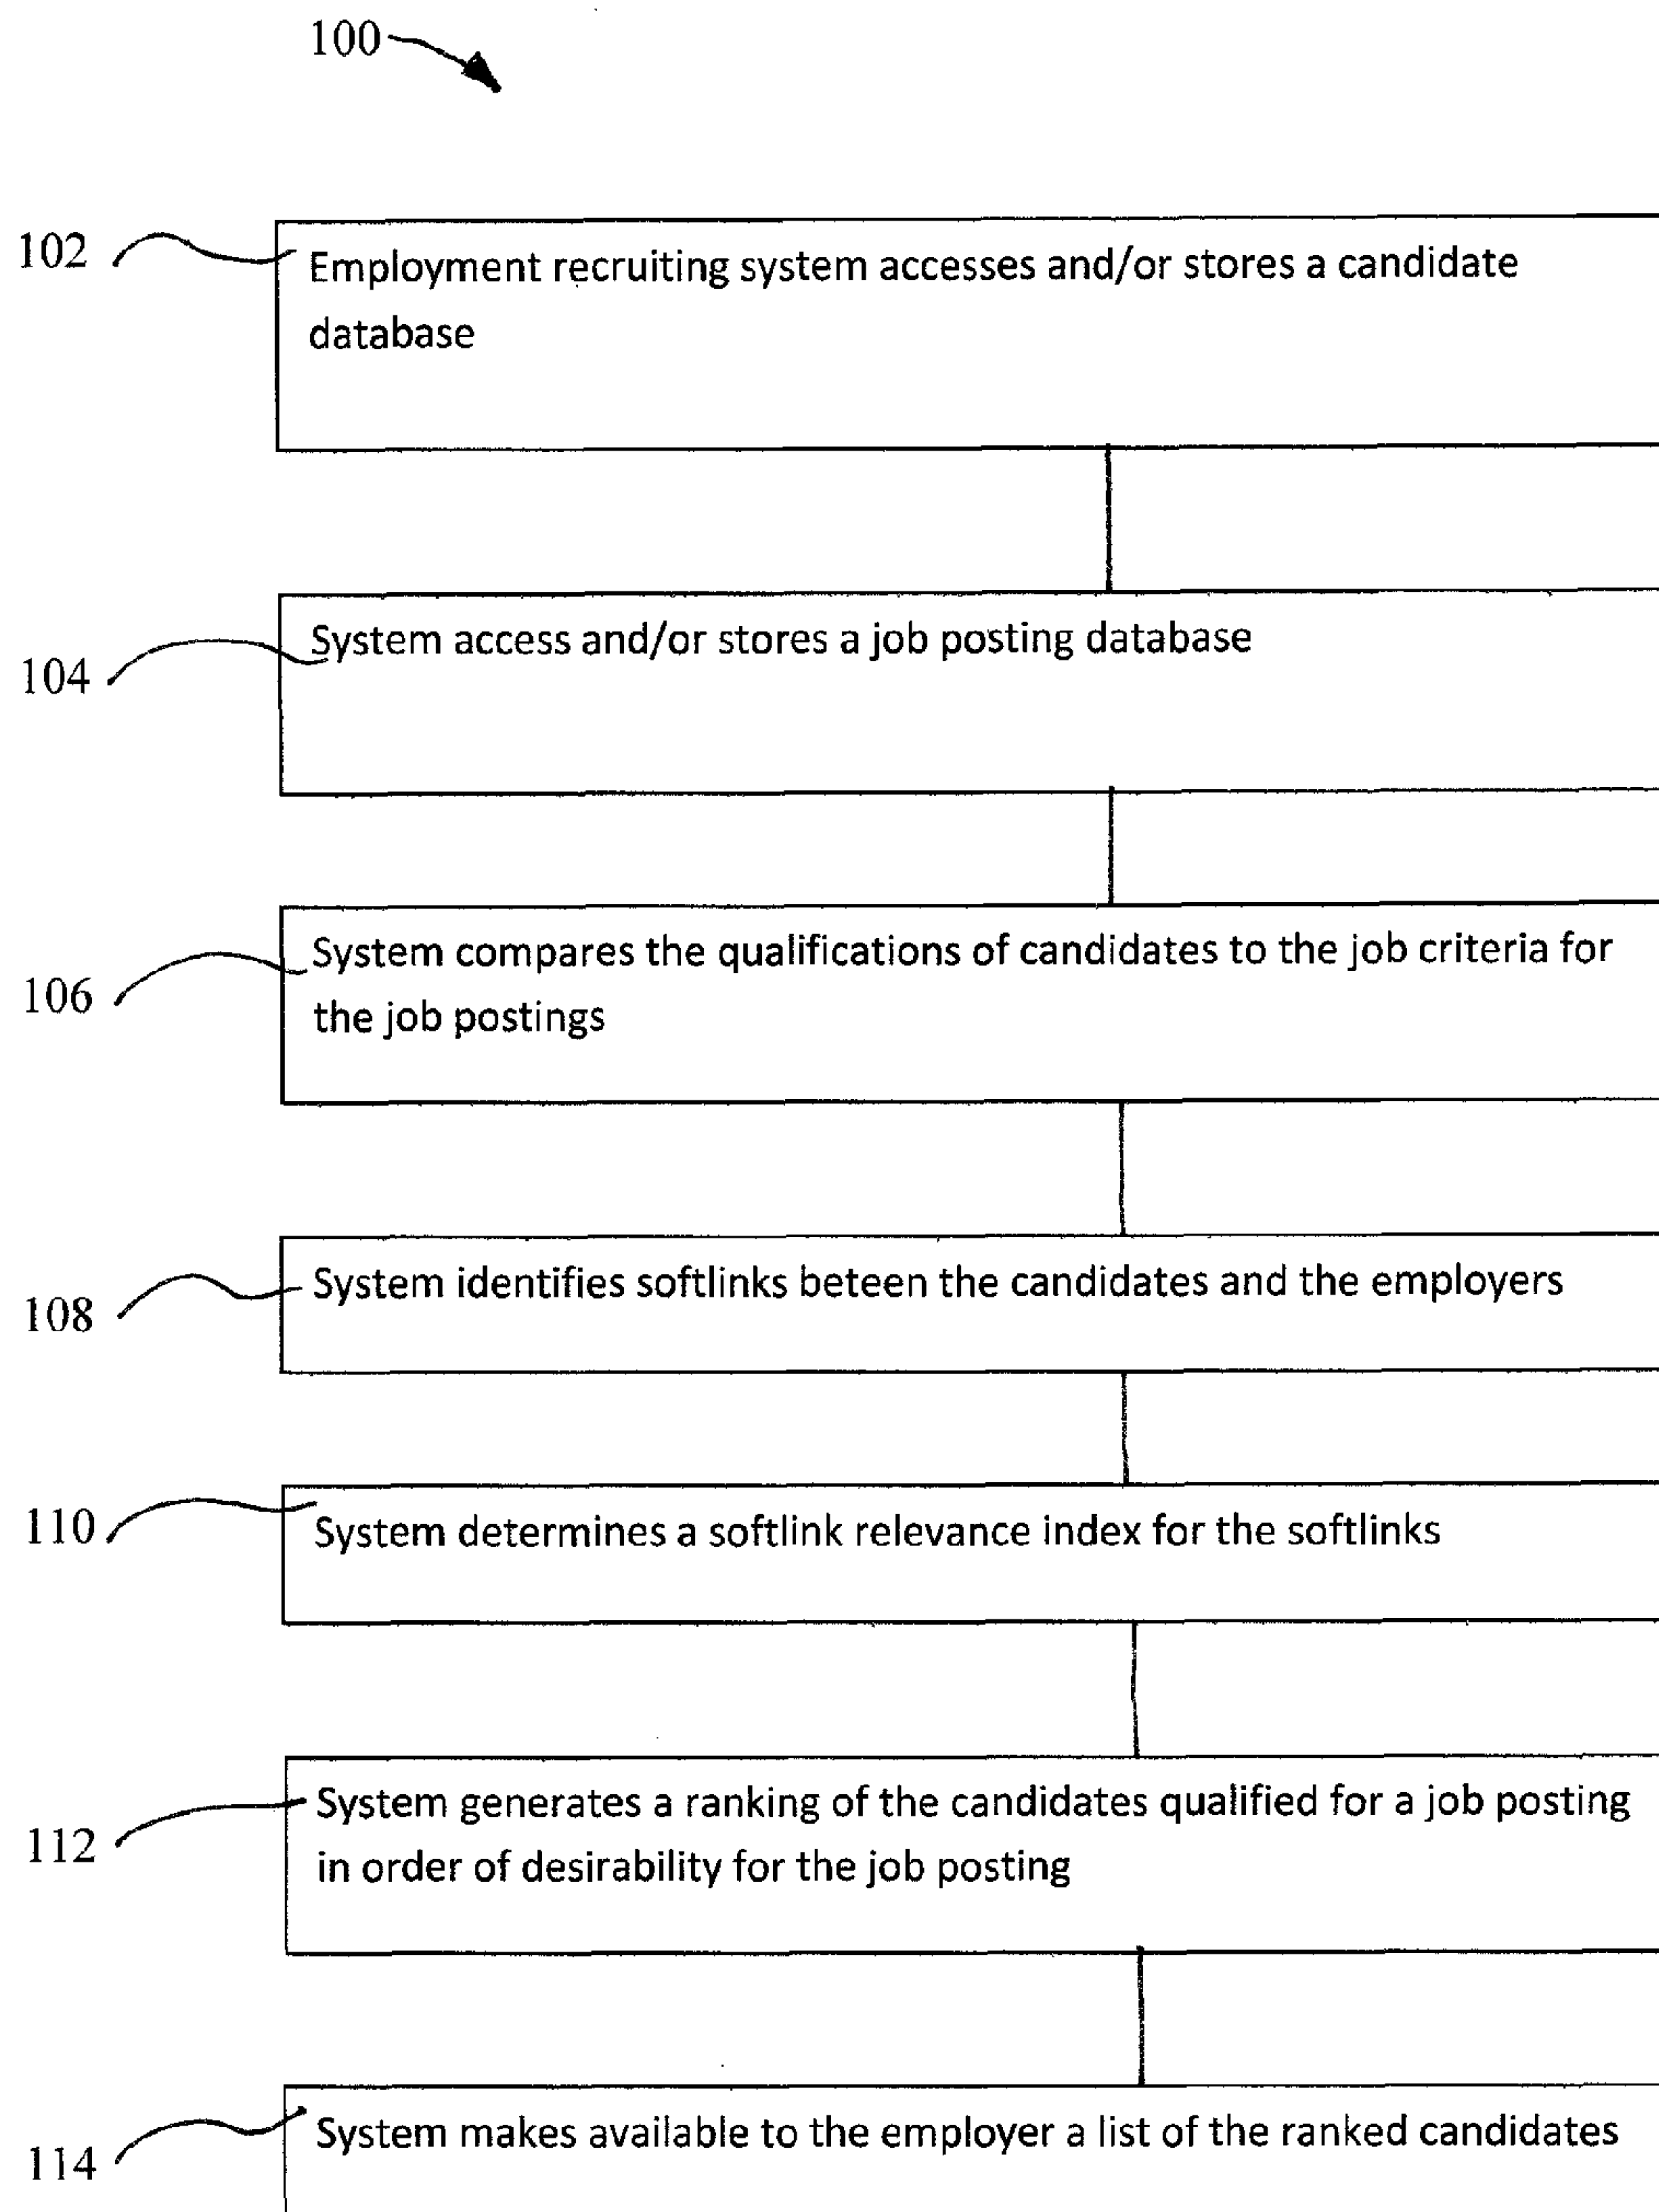 100
102
Employment recruiting system accesses and/or stores a candidate
database
104
System access and/or stores a job posting database
106
System compares the qualifications of candidates to the job criteria for
the job postings
108
System identifies softlinks beteen the candidates and the employers
110
System determines a softlink relevance index for the softlinks
112
System generates a ranking of the candidates qualified for a job posting
in order of desirability for the job posting
114
System makes available to the employer a list of the ranked candidates